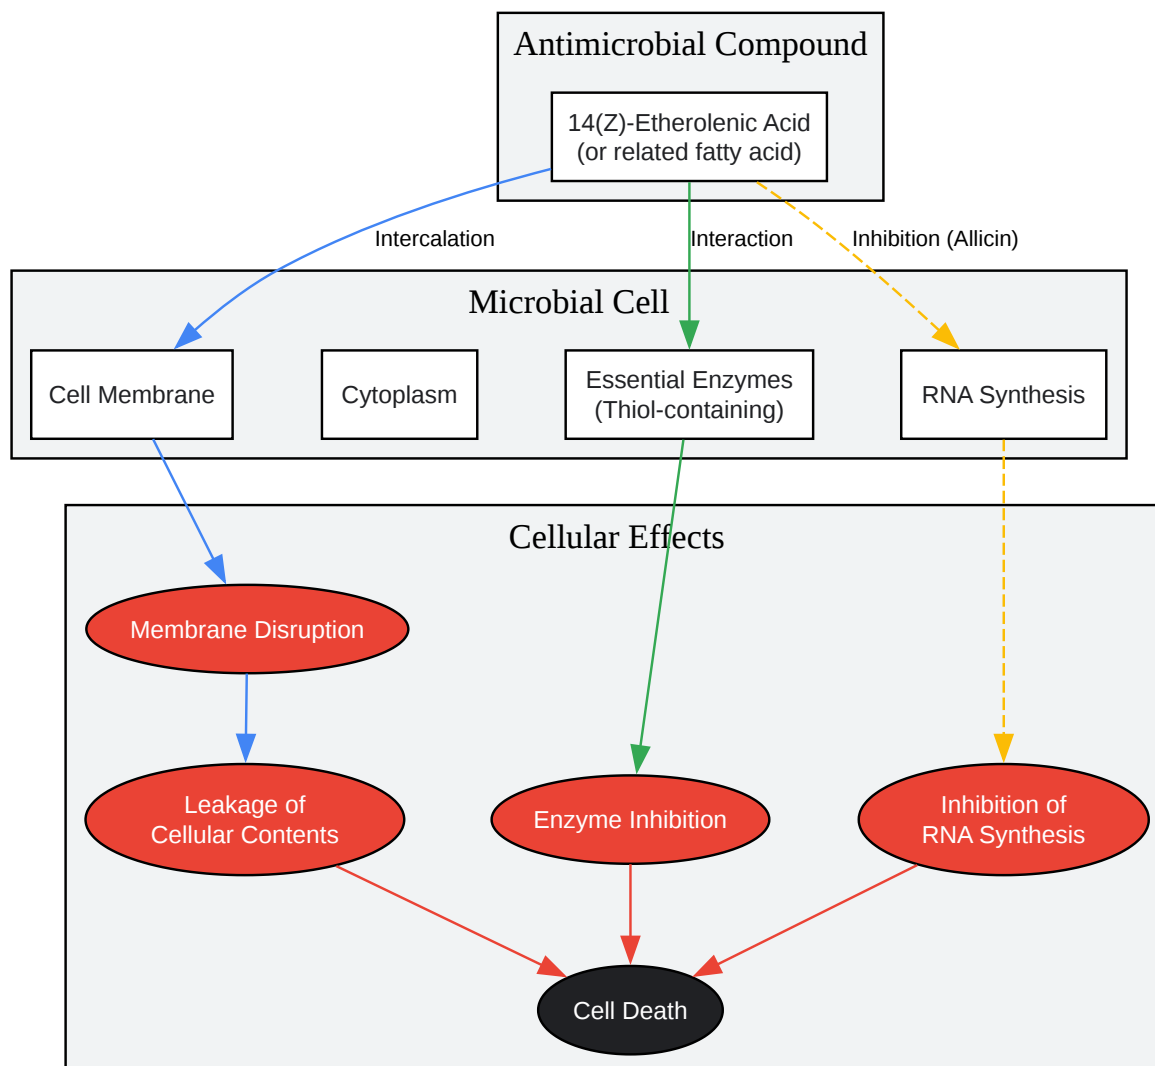 Antimicrobial Compound
14(Z)-Etherolenic Acid
(or related fatty acid)
Intercalation
Interaction
Inhibition (Allicin)
Microbial Cell
Cell Membrane
Cytoplasm
Essential Enzymes
(Thiol-containing)
RNA Synthesis
Cellular Effects
Membrane Disruption
Leakage of
Cellular Contents
Enzyme Inhibition
Inhibition of
RNA Synthesis
Cell Death